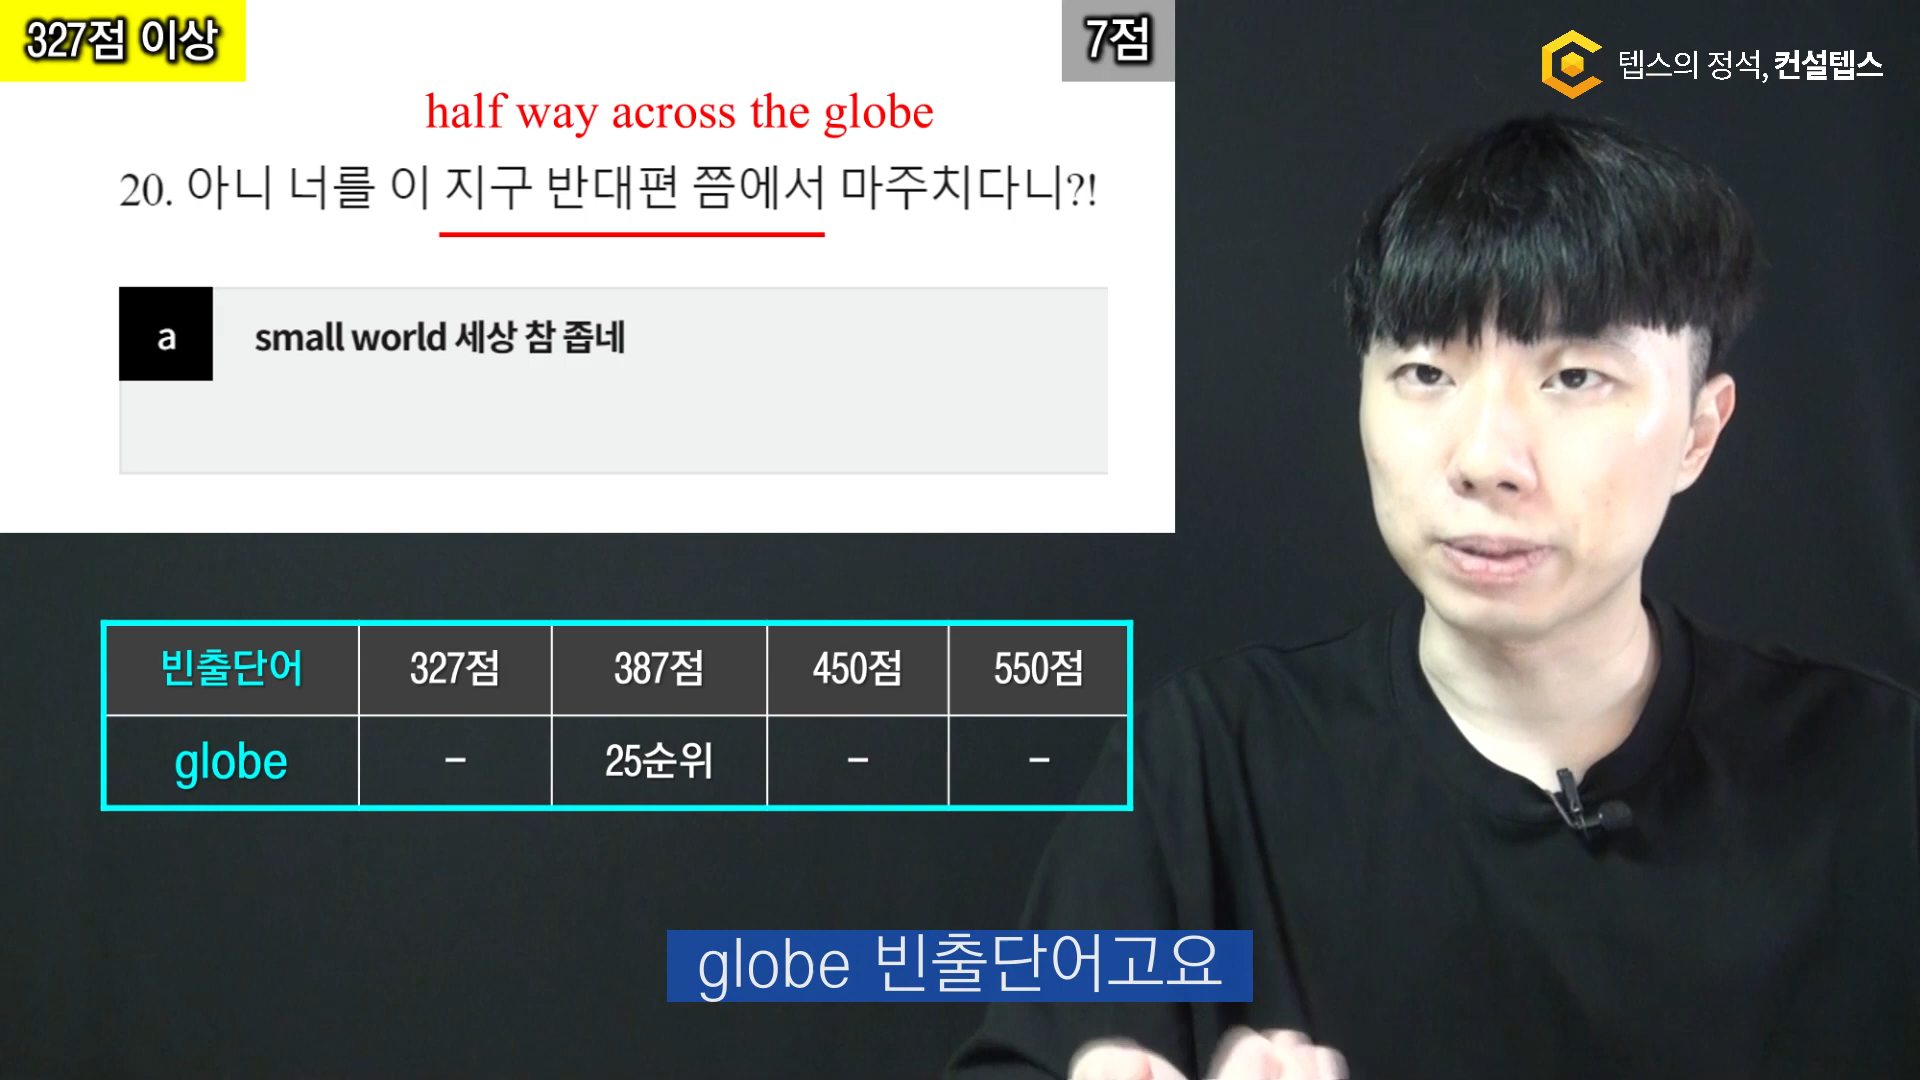 327점 이상
7점
텝스의 정석, 컨설텝스
half way across the globe
20. 아니 너를 이 지구 반대편 쯤에서 마주치다니?!
a
small world 세상 참 좁네
빈출단어 327점 387점 450점 550점
globe - 25순위 - -
globe 빈출단어고요